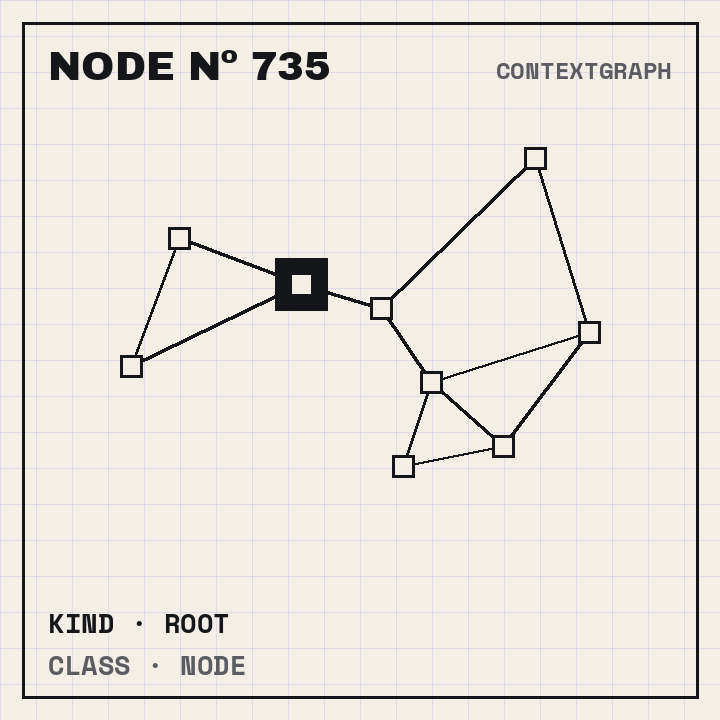 NODE Nº 735
CONTEXTGRAPH
KIND · ROOT
CLASS · NODE